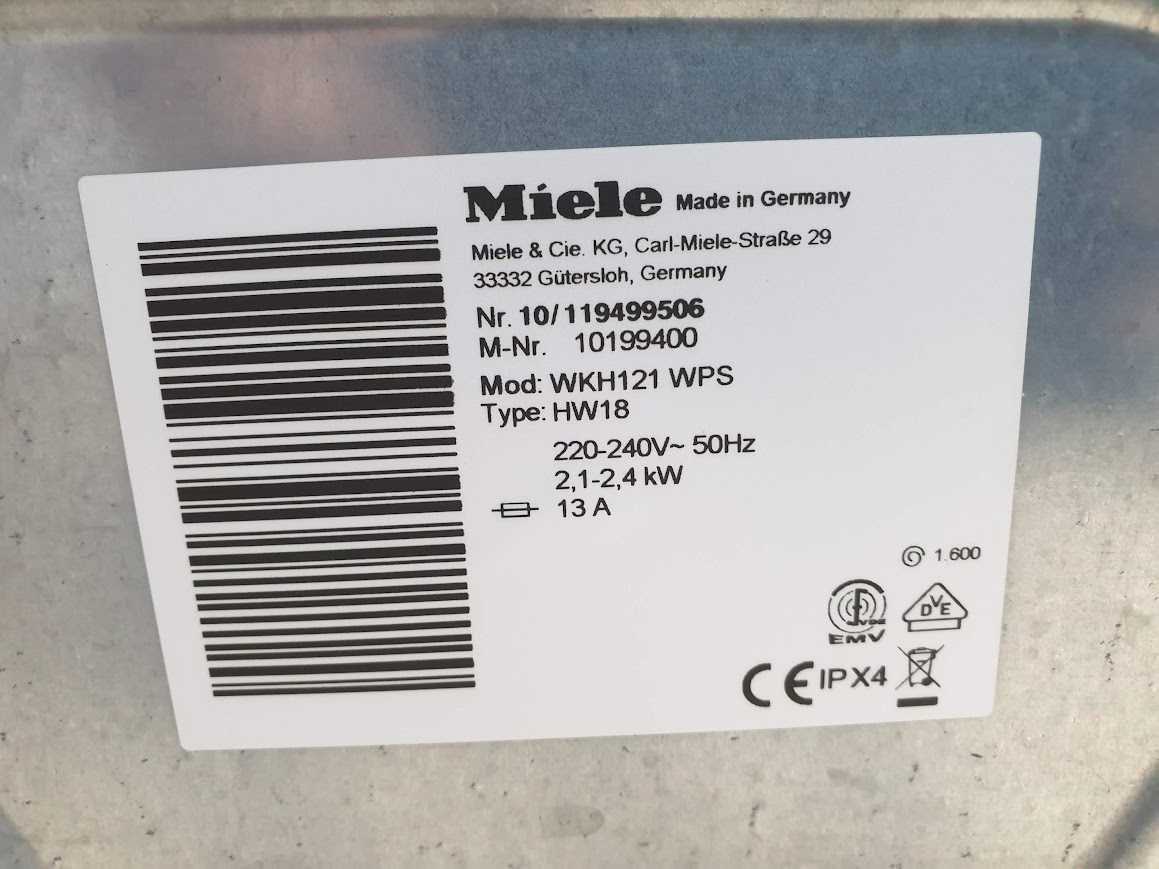 Miele Made in Germany
Miele & Cie. KG, Carl-Miele-Straße 29
33332 Gütersloh, Germany
Nr. 10/119499506
M-Nr. 10199400
Mod: WKH121 WPS
Type: HW18
220-240V~ 50Hz
2,1-2,4 kW
13 A
1.600
VDE
EMV
DVE
CE IPX4